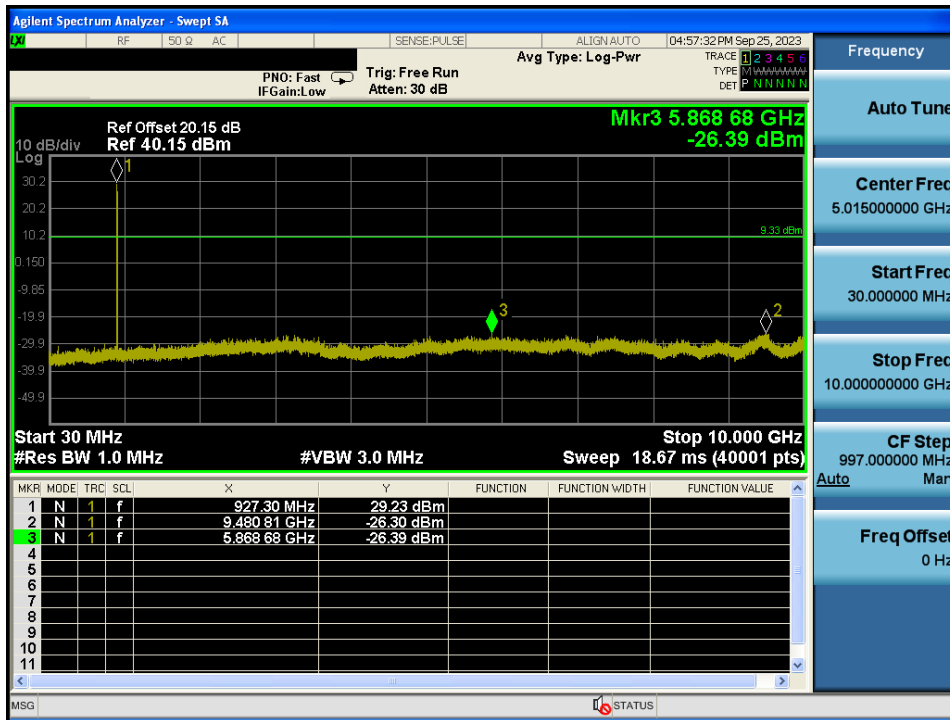 Agilent Spectrum Analyzer - Swept SA
LXI RF 50 Ω AC SENSE:PULSE ALIGN AUTO 04:57:32 PM Sep 25, 2023
Avg Type: Log-Pwr
TRACE 1 2 3 4 5 6
PNO: Fast Trig: Free Run TYPE M
IFGain:Low Atten: 30 dB DET P N N N N N
Mkr3 5.868 68 GHz
Ref Offset 20.15 dB
10 dB/div Ref 40.15 dBm -26.39 dBm
Log
1
30.2
20.2
10.2 9.33 dBm
0.150
-9.85
-19.9 3 2
-29.9
-39.9
-49.9
Start 30 MHz Stop 10.000 GHz
#Res BW 1.0 MHz #VBW 3.0 MHz Sweep 18.67 ms (40001 pts)
MKR MODE TRC SCL X Y FUNCTION FUNCTION WIDTH FUNCTION VALUE
1 N 1 f 927.30 MHz 29.23 dBm
2 N 1 f 9.480 81 GHz -26.30 dBm
3 N 1 f 5.868 68 GHz -26.39 dBm
4
5
6
7
8
9
10
11
MSG STATUS
Frequency
Auto Tune
Center Freq
5.015000000 GHz
Start Freq
30.000000 MHz
Stop Freq
10.000000000 GHz
CF Step
997.000000 MHz
Auto Man
Freq Offset
0 Hz